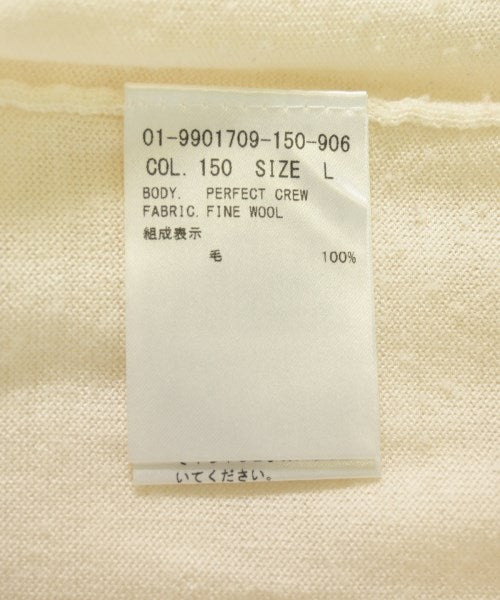 01-9901709-150-906
COL. 150 SIZE L
BODY. PERFECT CREW
FABRIC. FINE WOOL
組成表示
毛 100%
いてください。